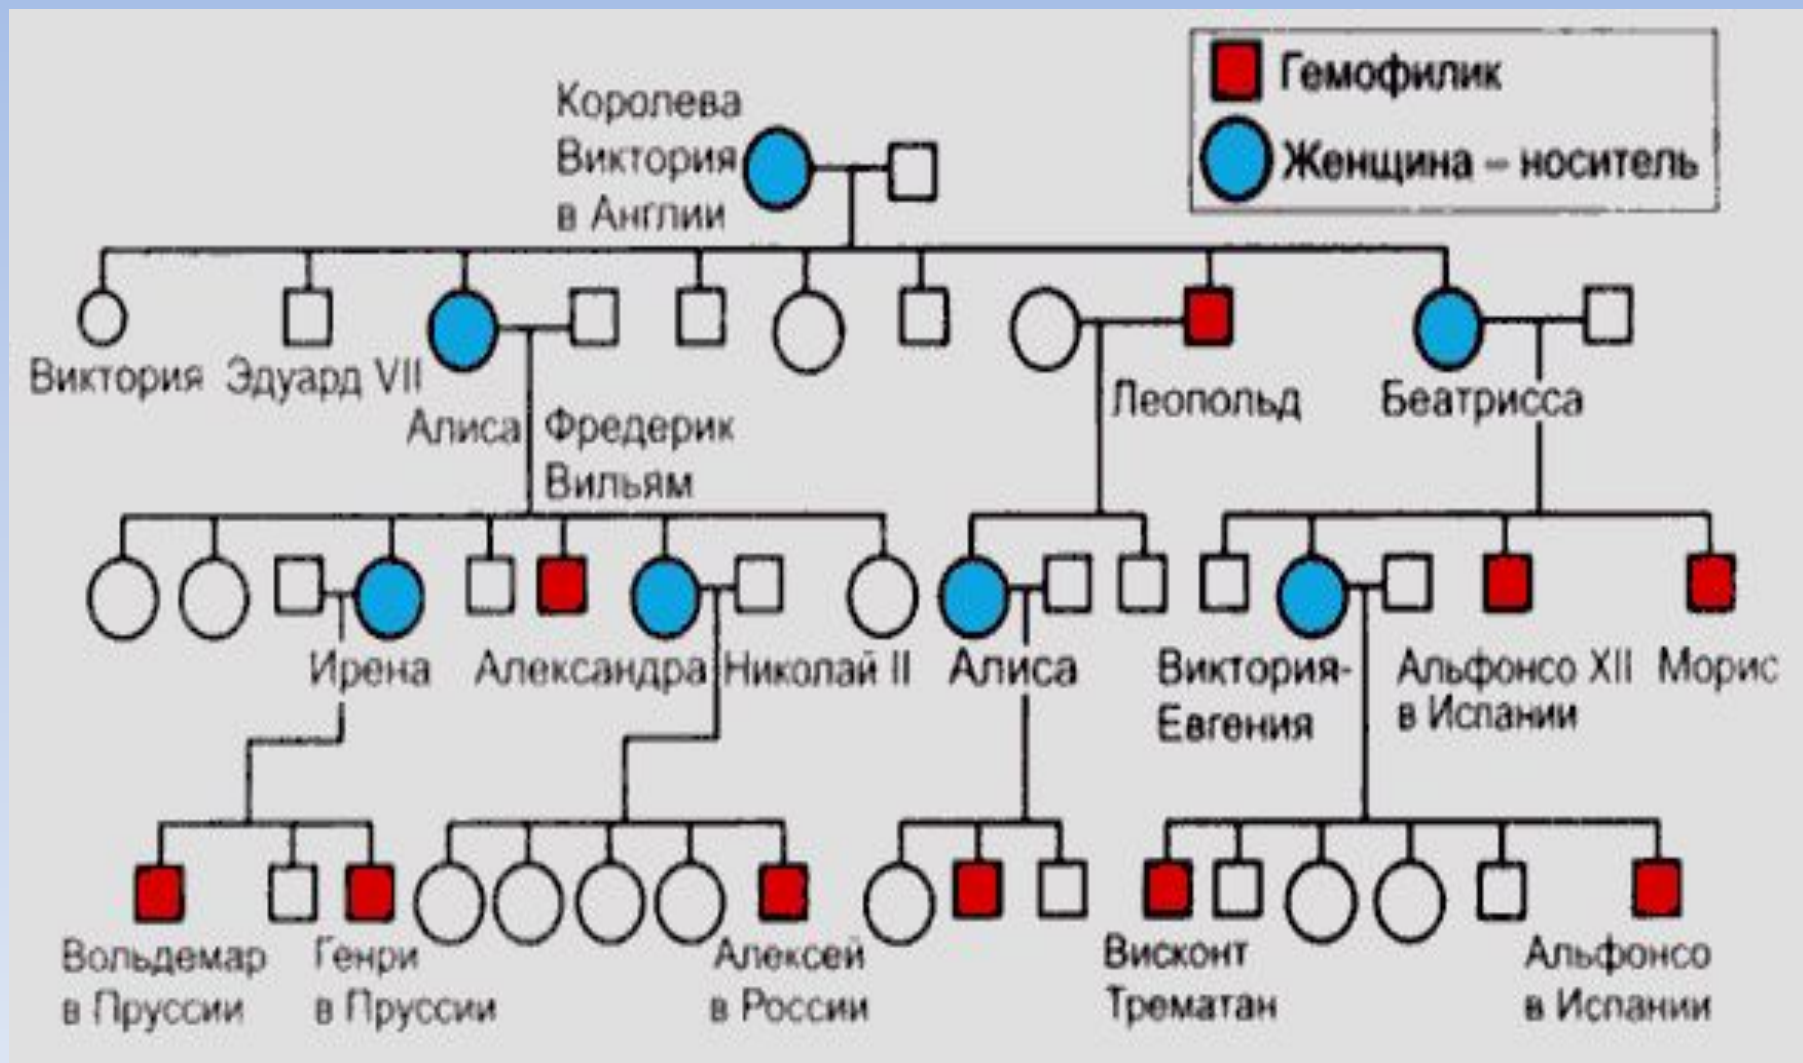 Гемофилик
Женщина – носитель
Королева
Виктория
в Англии
Виктория
Эдуард VII
Алиса
Фредерик
Вильям
Леопольд
Беатрисса
Ирена
Александра
Николай II
Алиса
Виктория-
Евгения
Альфонсо XII
в Испании
Морис
Вольдемар
в Пруссии
Генри
в Пруссии
Алексей
в России
Висконт
Трематан
Альфонсо
в Испании